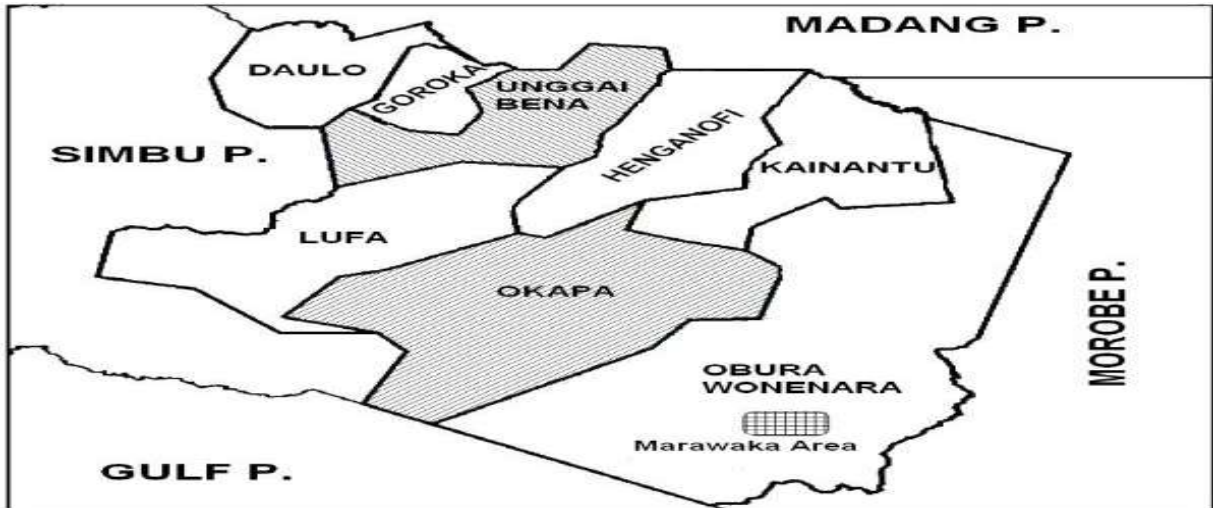 MADANG P.
DAULO
GOROKA
UNGGAI
BENA
SIMBU P.
HENGANOFI
KAINANTU
LUFA
OKAPA
MOROBE P.
OBURA
WONENARA
Marawaka Area
GULF P.